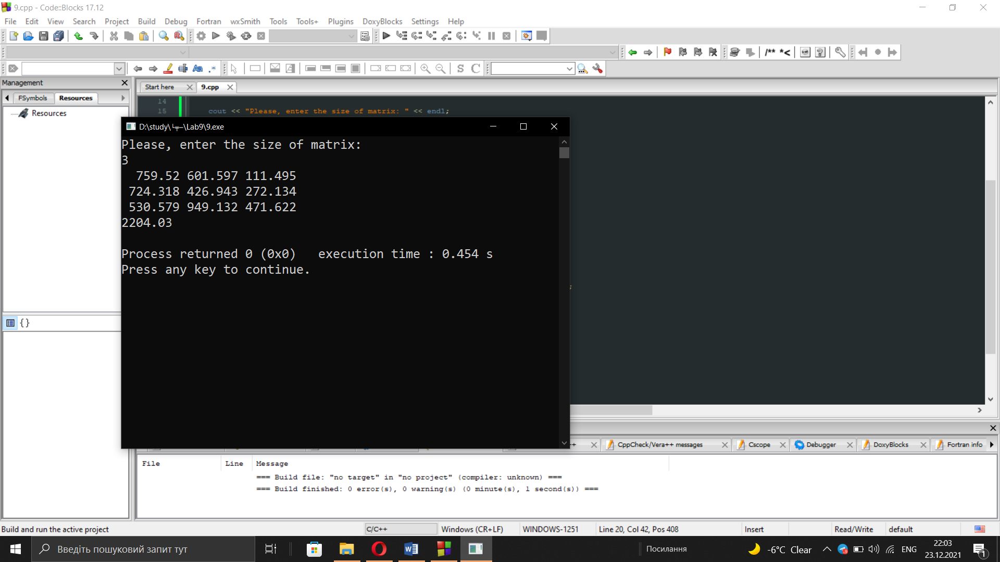 9.cpp - Code::Blocks 17.12
File Edit View Search Project Build Debug Fortran wxSmith Tools Tools+ Plugins DoxyBlocks Settings Help
/** *<
Management
FSymbols Resources
Resources
Start here 9.cpp
14
15 cout << "Please, enter the size of matrix: " << endl;
D:\study\└╤─\Lab9\9.exe
Please, enter the size of matrix:
3
759.52 601.597 111.495
724.318 426.943 272.134
530.579 949.132 471.622
2204.03
Process returned 0 (0x0) execution time : 0.454 s
Press any key to continue.
{}
CppCheck/Vera++ messages Cscope Debugger DoxyBlocks Fortran info
File Line Message
=== Build file: "no target" in "no project" (compiler: unknown) ===
=== Build finished: 0 error(s), 0 warning(s) (0 minute(s), 1 second(s)) ===
Build and run the active project C/C++ Windows (CR+LF) WINDOWS-1251 Line 20, Col 42, Pos 408 Insert Read/Write default
Введіть пошуковий запит тут Посилання -6°C Clear ENG 22:03
23.12.2021
1